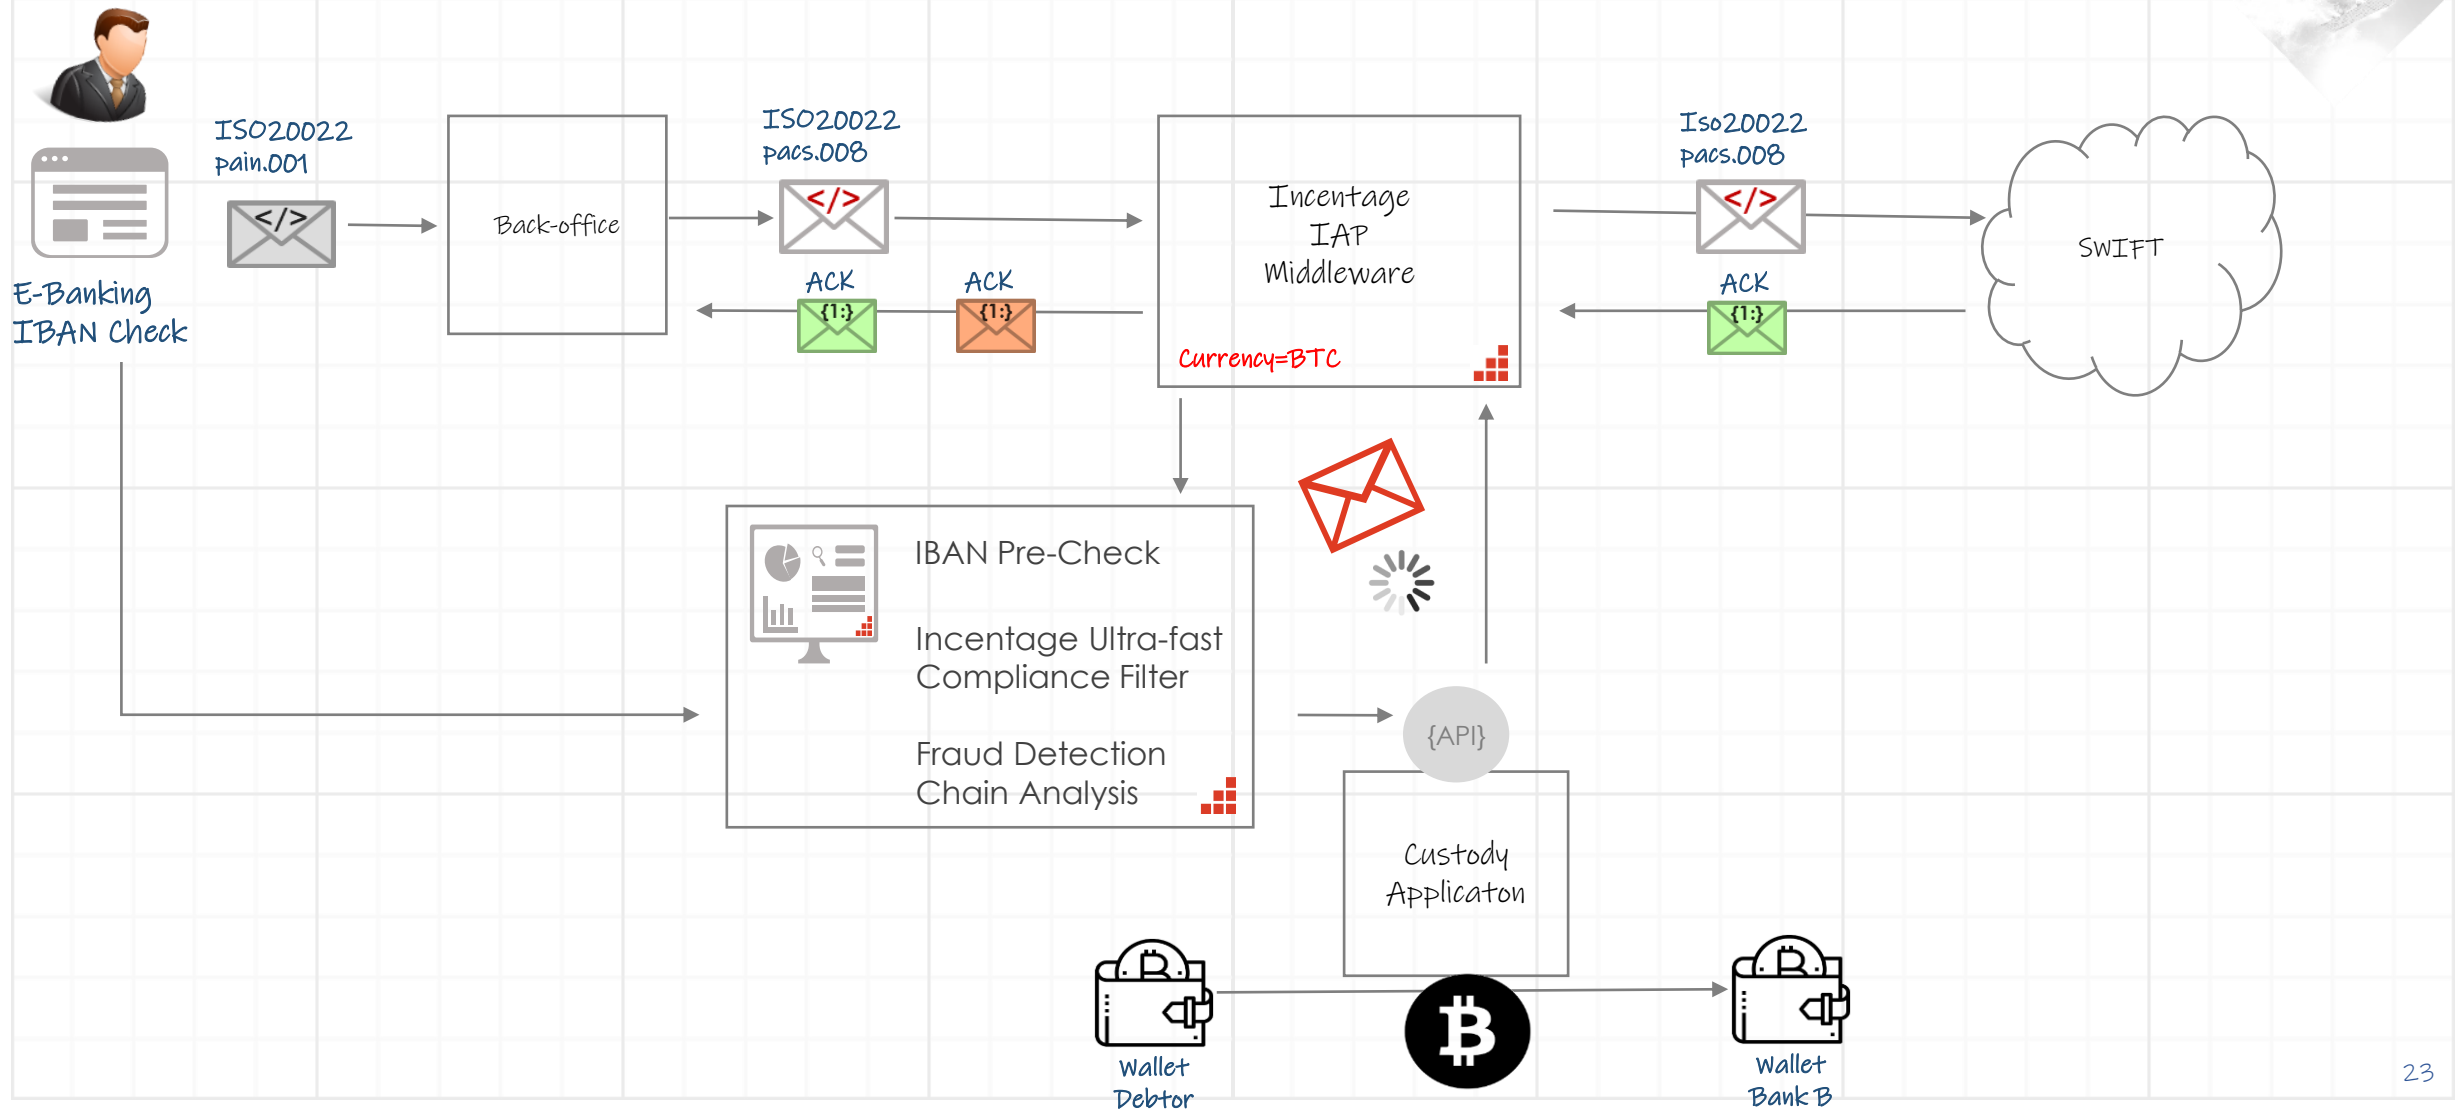 ISO20022
pain.001
</>
E-Banking
IBAN Check
Back-office
ISO20022
pacs.008
</>
ACK
{1:}
ACK
{1:}
Incentage
IAP
Middleware
Currency=BTC
Iso20022
pacs.008
</>
ACK
{1:}
SWIFT
IBAN Pre-Check
Incentage Ultra-fast
Compliance Filter
Fraud Detection
Chain Analysis
{API}
Custody
Applicaton
Wallet
Debtor
Wallet
Bank B
23